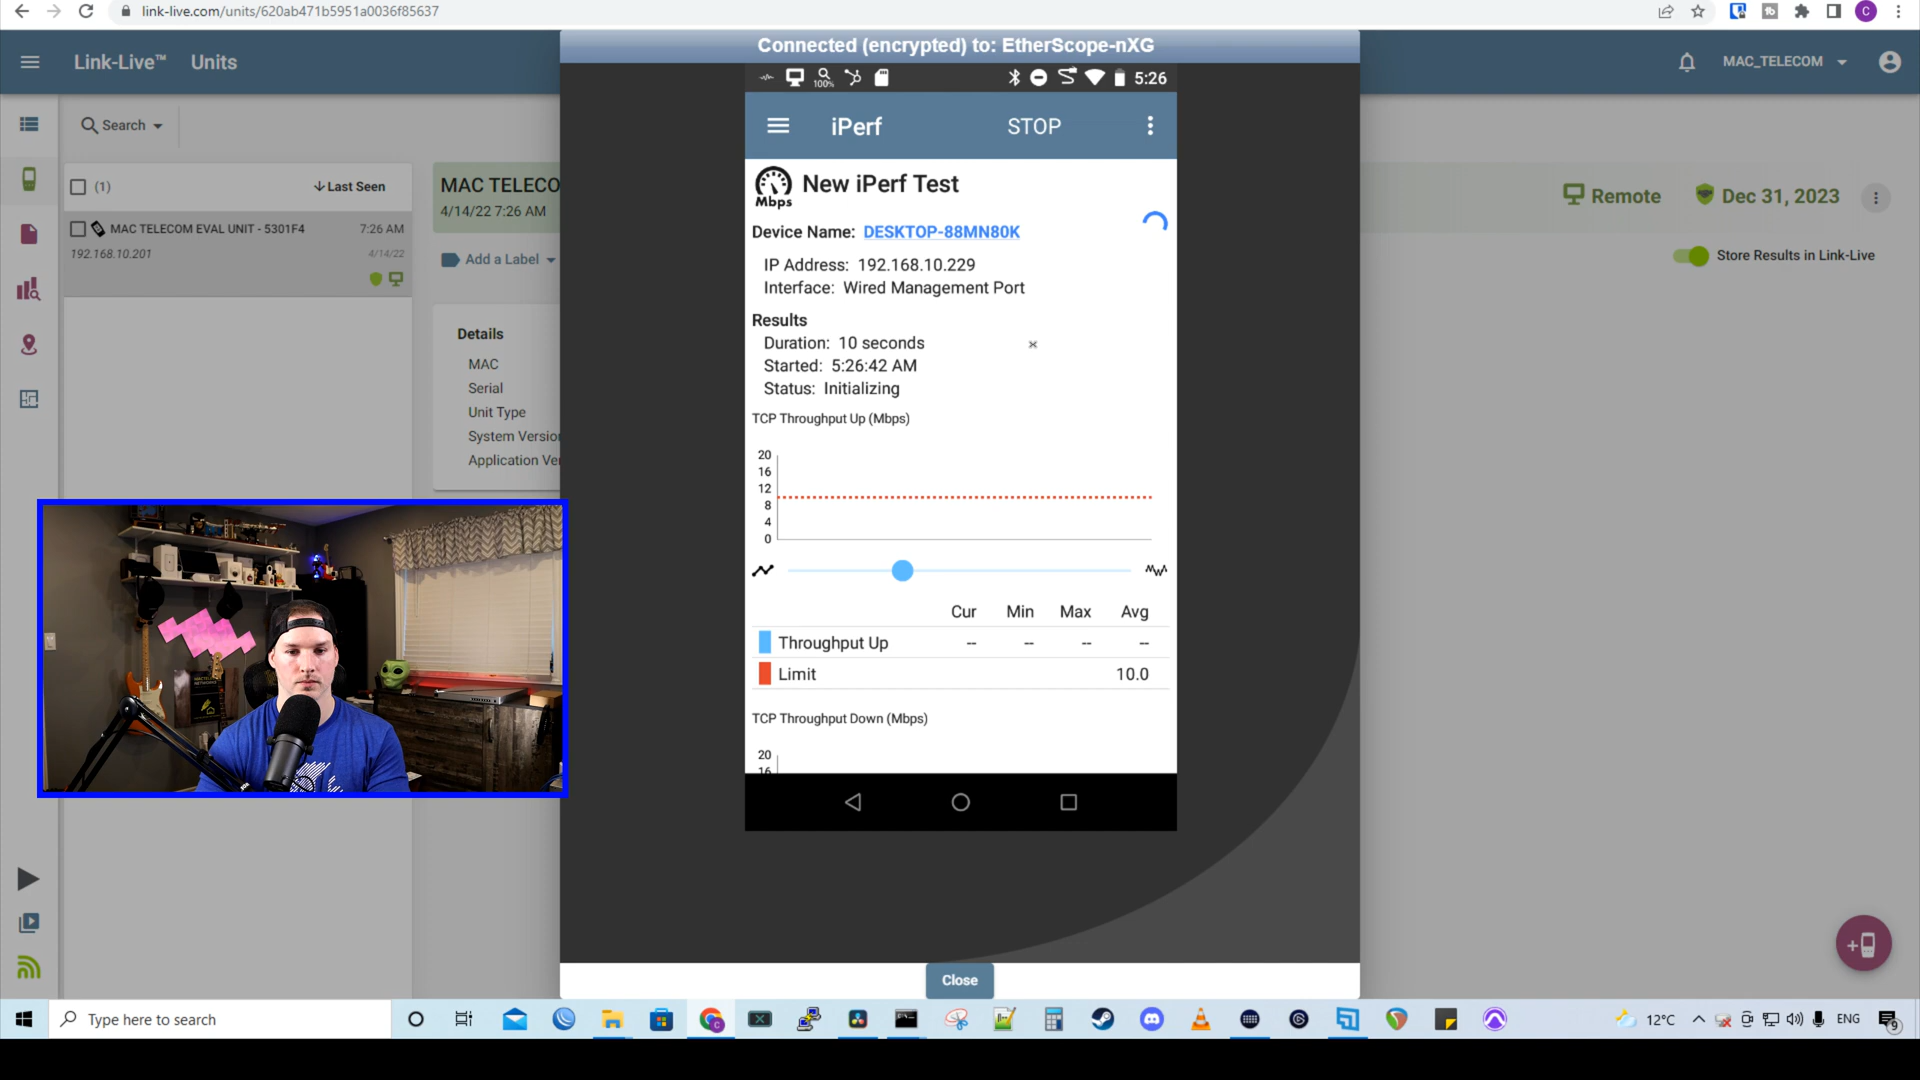 link-live.com/units/620ab471b5951a0036f85637
Connected (encrypted) to: EtherScope-nXG
Link-Live™ Units
MAC_TELECOM
100%
5:26
iPerf
STOP
Search
(1)
Last Seen
MAC TELECOM EVAL UNIT - 5301F4
7:26 AM
192.168.10.201
4/14/22
MAC TELECO
4/14/22 7:26 AM
Add a Label
Details
MAC
Serial
Unit Type
System Versio
Application Ve
Remote
Dec 31, 2023
Store Results in Link-Live
Mbps
New iPerf Test
Device Name: DESKTOP-88MN80K
IP Address: 192.168.10.229
Interface: Wired Management Port
Results
Duration: 10 seconds
Started: 5:26:42 AM
Status: Initializing
TCP Throughput Up (Mbps)
20
16
12
8
4
0
Cur Min Max Avg
Throughput Up -- -- -- --
Limit 10.0
TCP Throughput Down (Mbps)
20
16
Close
Type here to search
12°C
ENG
9